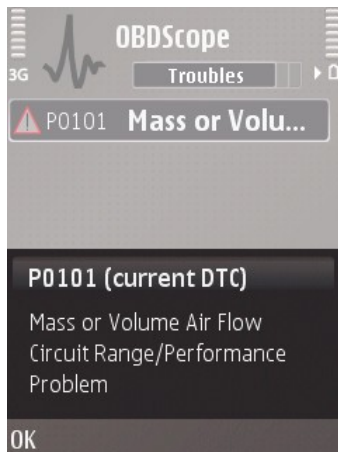 OBDScope
3G
Troubles
P0101 Mass or Volu...
P0101 (current DTC)
Mass or Volume Air Flow
Circuit Range/Performance
Problem
OK